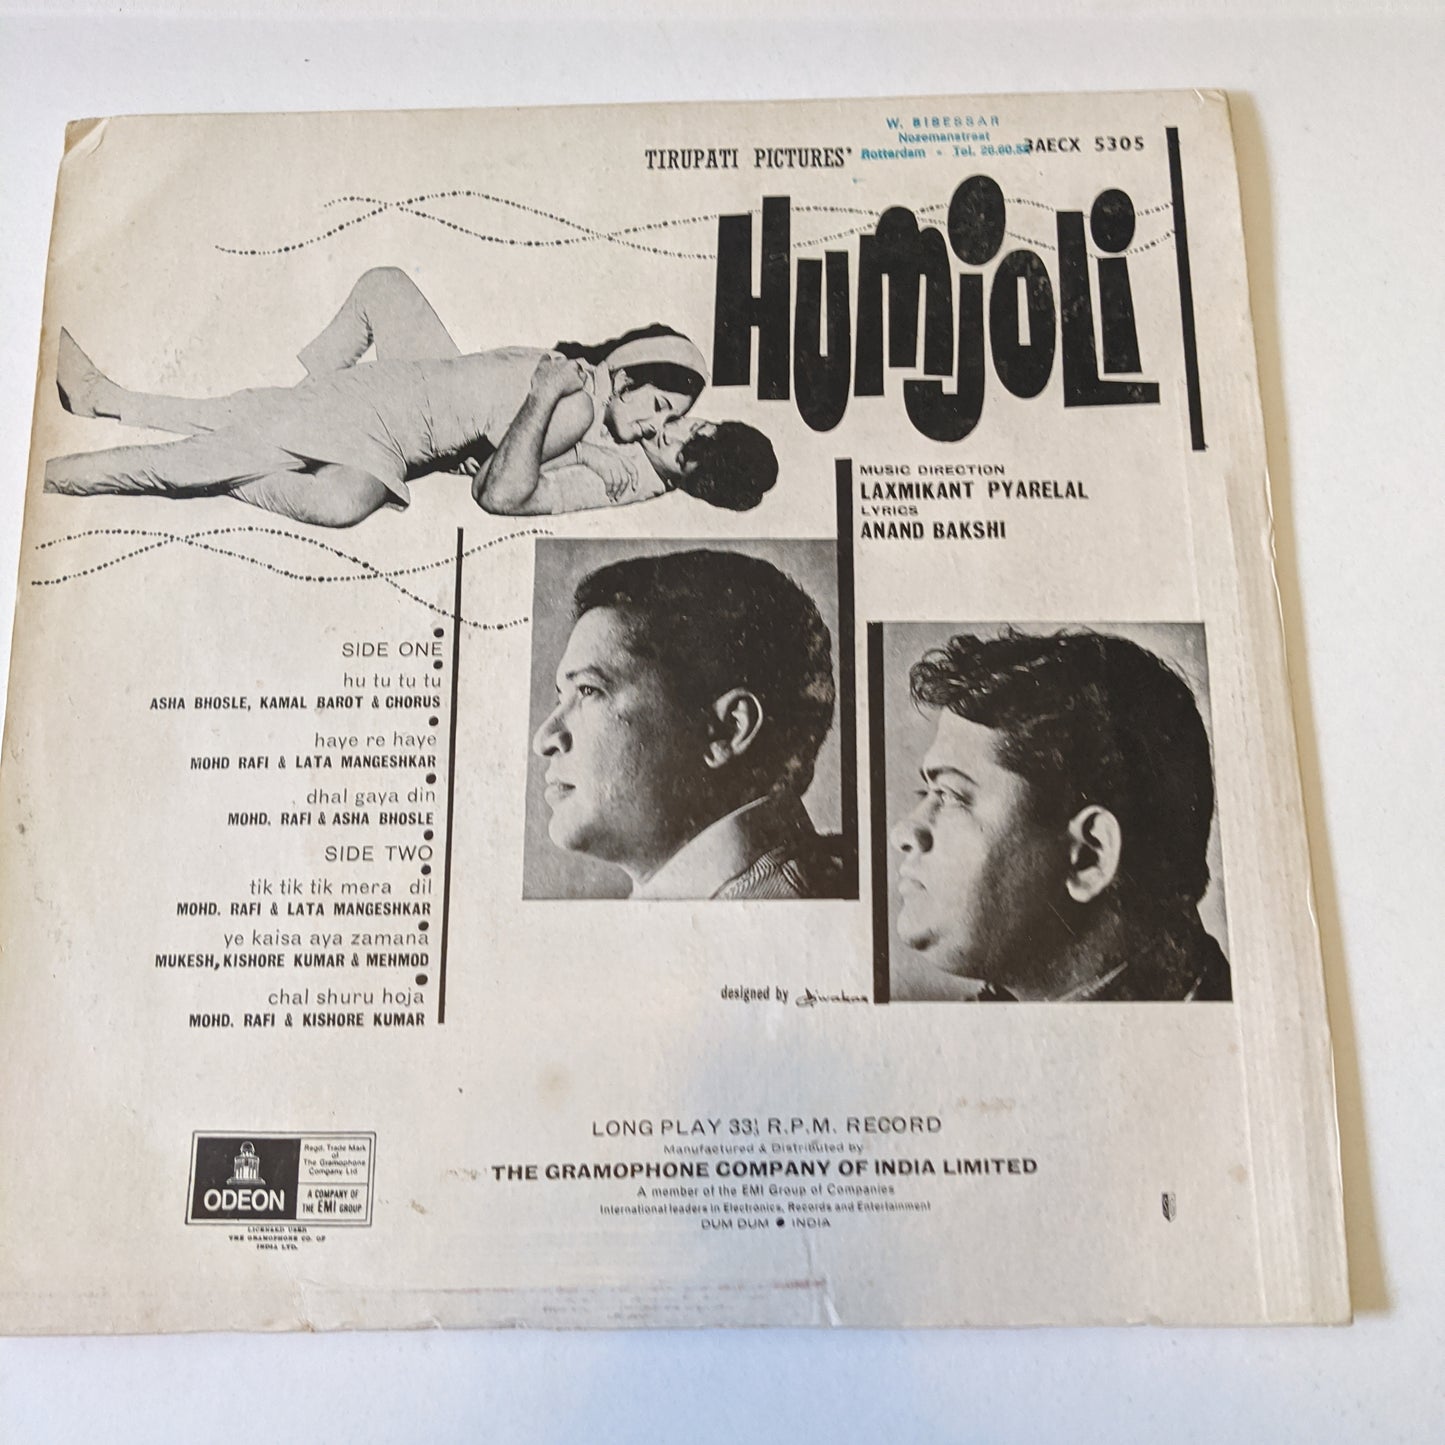 W. BIBESSAR
Nozemanstraat
Rotterdam - Tel. 26.60.
3AECX 5305
TIRUPATI PICTURES'
HUMJOLI
MUSIC DIRECTION
LAXMIKANT PYARELAL
LYRICS
ANAND BAKSHI
SIDE ONE
hu tu tu tu
ASHA BHOSLE, KAMAL BAROT & CHORUS
haye re haye
MOHD RAFI & LATA MANGESHKAR
dhal gaya din
MOHD. RAFI & ASHA BHOSLE
SIDE TWO
tik tik tik mera dil
MOHD. RAFI & LATA MANGESHKAR
ye kaisa aya zamana
MUKESH, KISHORE KUMAR & MEHMOD
chal shuru hoja
MOHD. RAFI & KISHORE KUMAR
designed by Diwakar
LONG PLAY 33⅓ R.P.M. RECORD
Manufactured & Distributed by
THE GRAMOPHONE COMPANY OF INDIA LIMITED
A member of the EMI Group of Companies
International leaders in Electronics, Records and Entertainment
DUM DUM ● INDIA
ODEON
Regd. Trade Mark
of The Gramophone
Company Ltd
A COMPANY OF
THE EMI GROUP
LICENSED USER
THE GRAMOPHONE CO. OF
INDIA LTD.